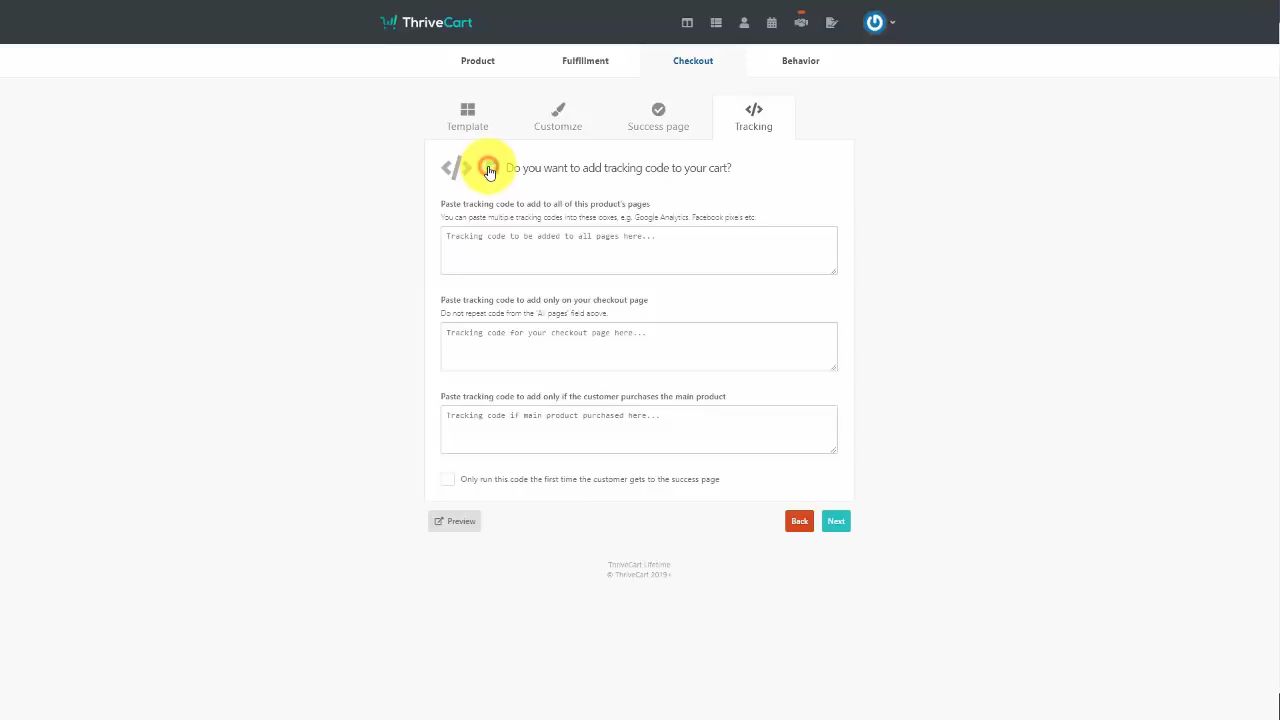 ThriveCart
Product Fulfillment Checkout Behavior
Template Customize Success page Tracking
Do you want to add tracking code to your cart?
Paste tracking code to add to all of this product's pages
You can paste multiple tracking codes into these boxes, e.g. Google Analytics, Facebook pixels etc.
Tracking code to be added to all pages here...
Paste tracking code to add only on your checkout page
Do not repeat code from the 'All pages' field above.
Tracking code for your checkout page here...
Paste tracking code to add only if the customer purchases the main product
Tracking code if main product purchased here...
Only run this code the first time the customer gets to the success page
Preview Back Next
ThriveCart Lifetime
© ThriveCart 2019